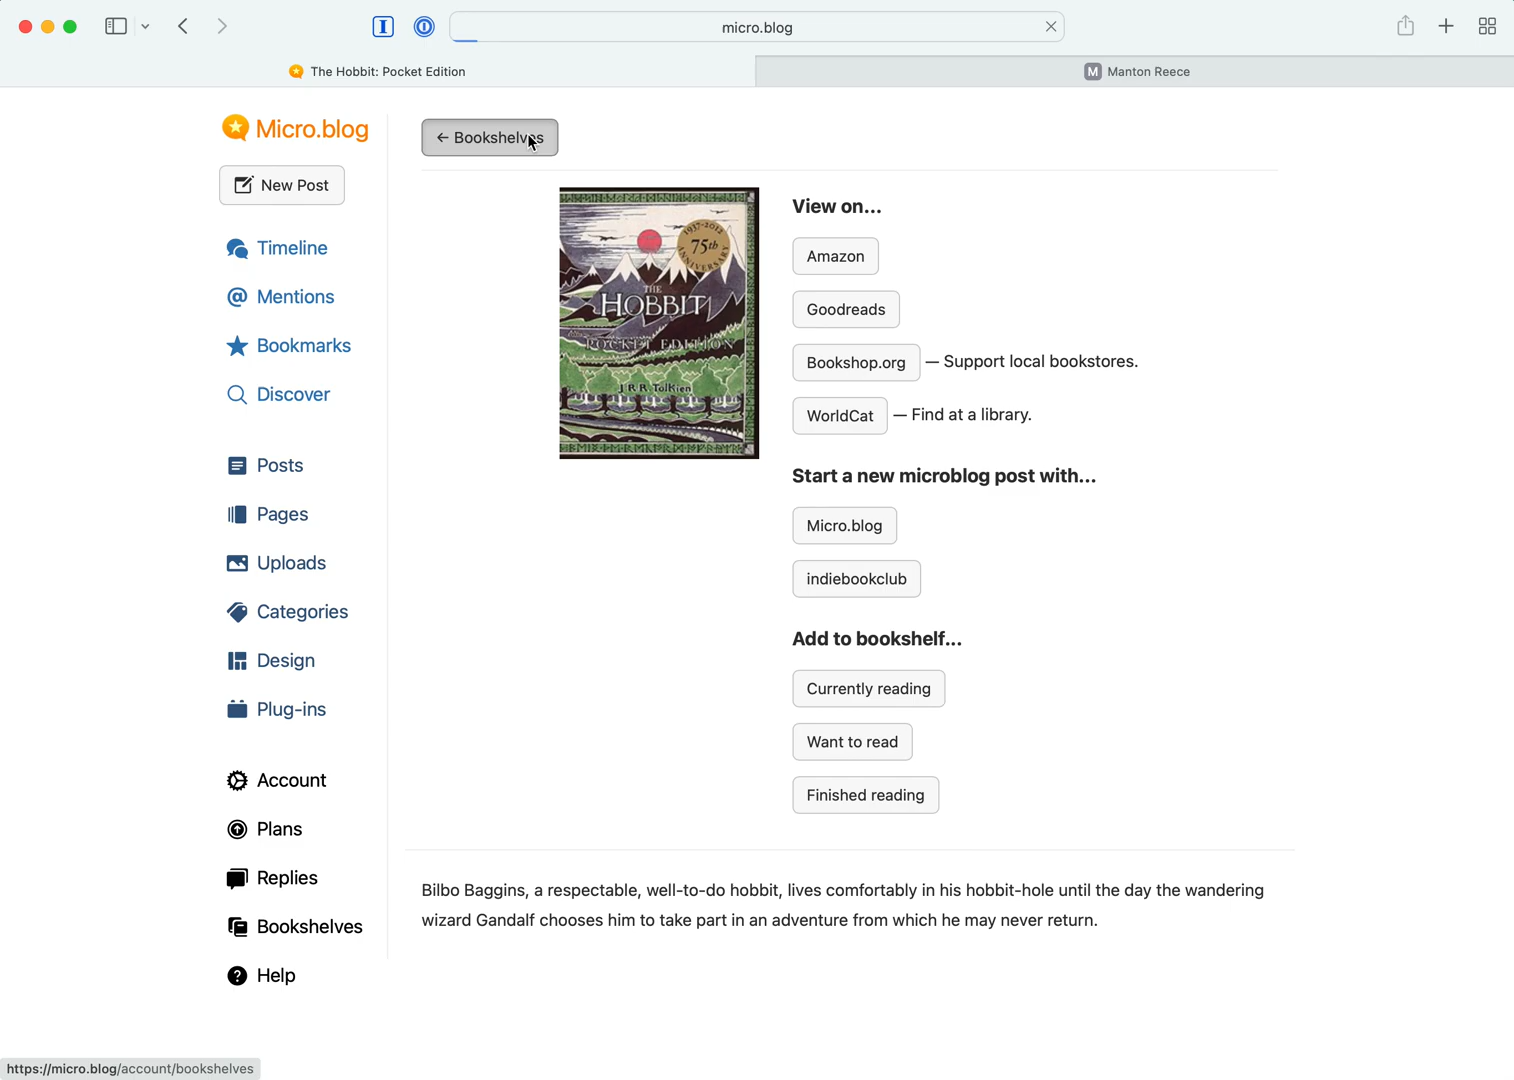 micro.blog
The Hobbit: Pocket Edition
M Manton Reece
Micro.blog
← Bookshelves
New Post
Timeline
Mentions
Bookmarks
Discover
Posts
Pages
Uploads
Categories
Design
Plug-ins
Account
Plans
Replies
Bookshelves
Help
1937-2012
75th
ANNIVERSARY
THE
HOBBIT
POCKET EDITION
J.R.R. Tolkien
View on...
Amazon
Goodreads
Bookshop.org — Support local bookstores.
WorldCat — Find at a library.
Start a new microblog post with...
Micro.blog
indiebookclub
Add to bookshelf...
Currently reading
Want to read
Finished reading
Bilbo Baggins, a respectable, well-to-do hobbit, lives comfortably in his hobbit-hole until the day the wandering
wizard Gandalf chooses him to take part in an adventure from which he may never return.
https://micro.blog/account/bookshelves